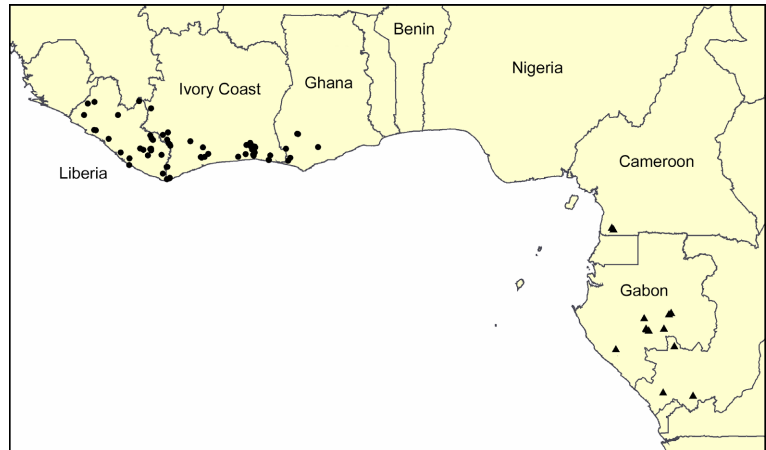 Benin
Nigeria
Ghana
Ivory Coast
Cameroon
Liberia
Gabon